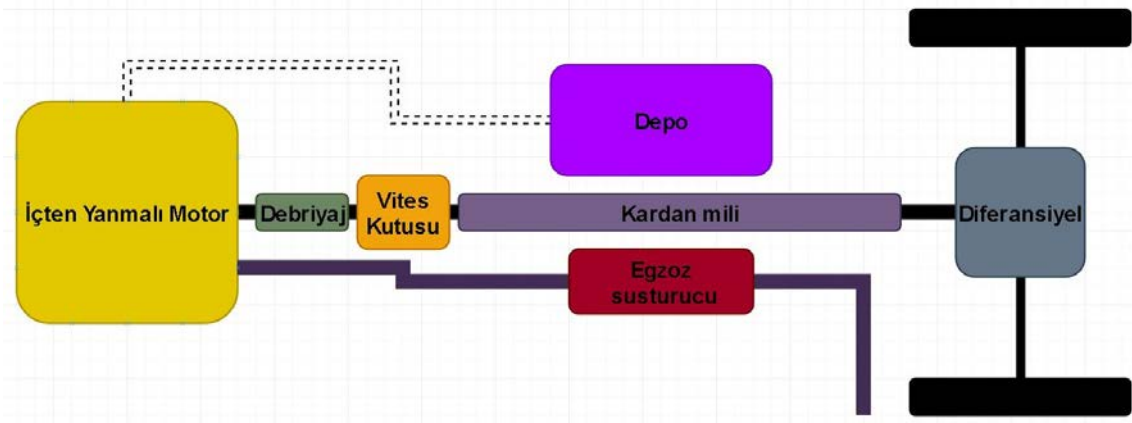 Depo
İçten Yanmalı Motor
Debriyaj
Vites
Kutusu
Kardan mili
Diferansiyel
Egzoz
susturucu